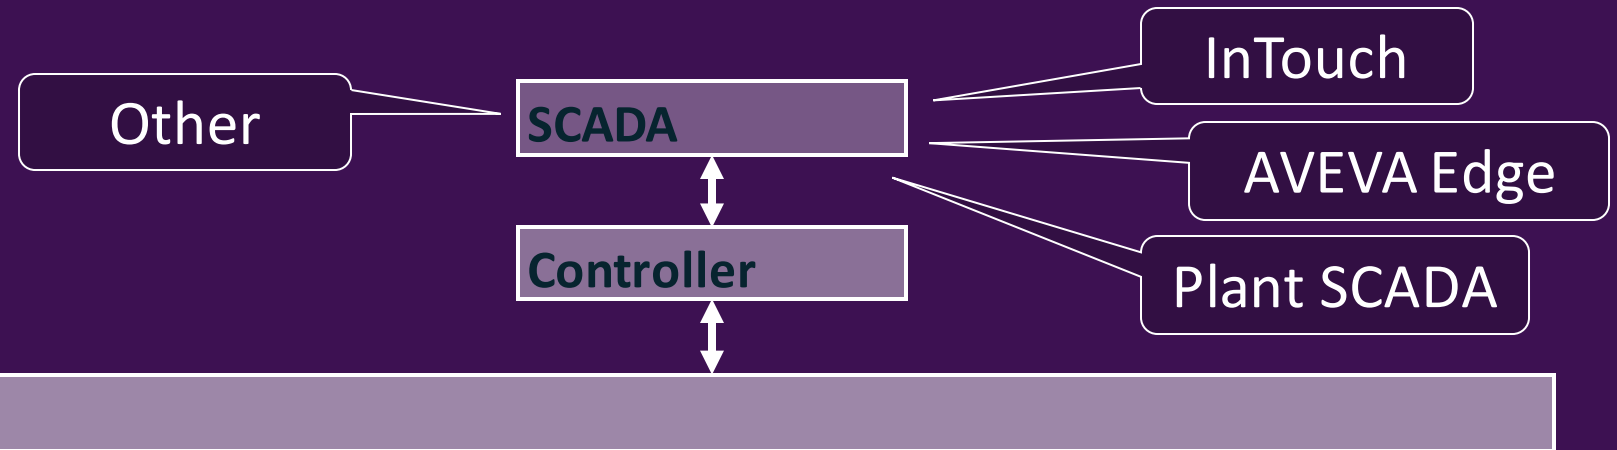 InTouch
Other
SCADA
AVEVA Edge
Controller
Plant SCADA